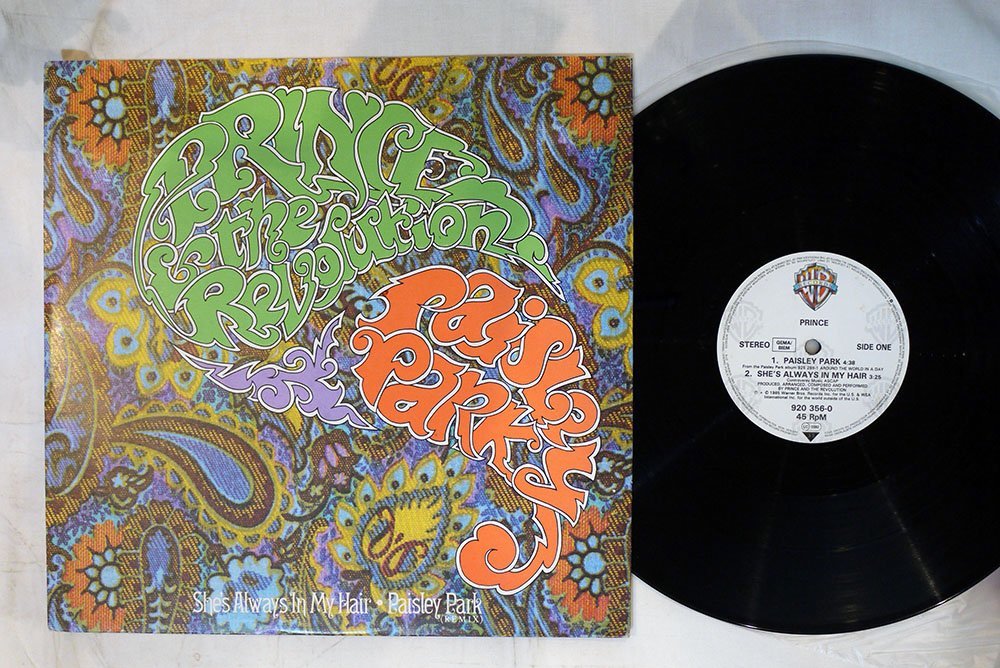 PRINCE
& the
Revolution
Paisley
Park
She's Always In My Hair • Paisley Park
(REMIX)
PRINCE
STEREO
GEMA/
BIEM
SIDE ONE
1. PAISLEY PARK 4:38
From the Paisley Park album 925 286-1 AROUND THE WORLD IN A DAY
2. SHE'S ALWAYS IN MY HAIR 3:25
Controversy Music ASCAP
PRODUCED, ARRANGED, COMPOSED AND PERFORMED
BY PRINCE AND THE REVOLUTION
℗ © 1985 Warner Bros. Records Inc. for the U.S. & WEA
International Inc. for the world outside of the U.S.
920 356-0
45 RpM